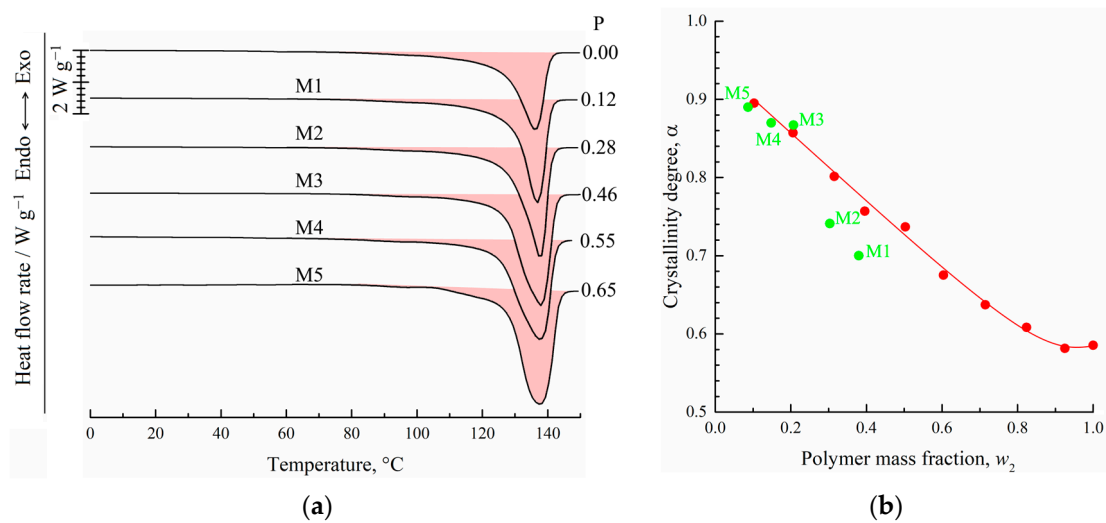 P
0.00
M1
0.12
M2
0.28
M3
0.46
M4
0.55
M5
0.65
2 W g⁻¹
Heat flow rate / W g⁻¹ Endo ⟷ Exo
0 20 40 60 80 100 120 140
Temperature, °C
(a)
1.0
0.9
0.8
0.7
0.6
0.5
Crystallinity degree, α
M5
M4
M3
M2
M1
0.0 0.2 0.4 0.6 0.8 1.0
Polymer mass fraction, w₂
(b)